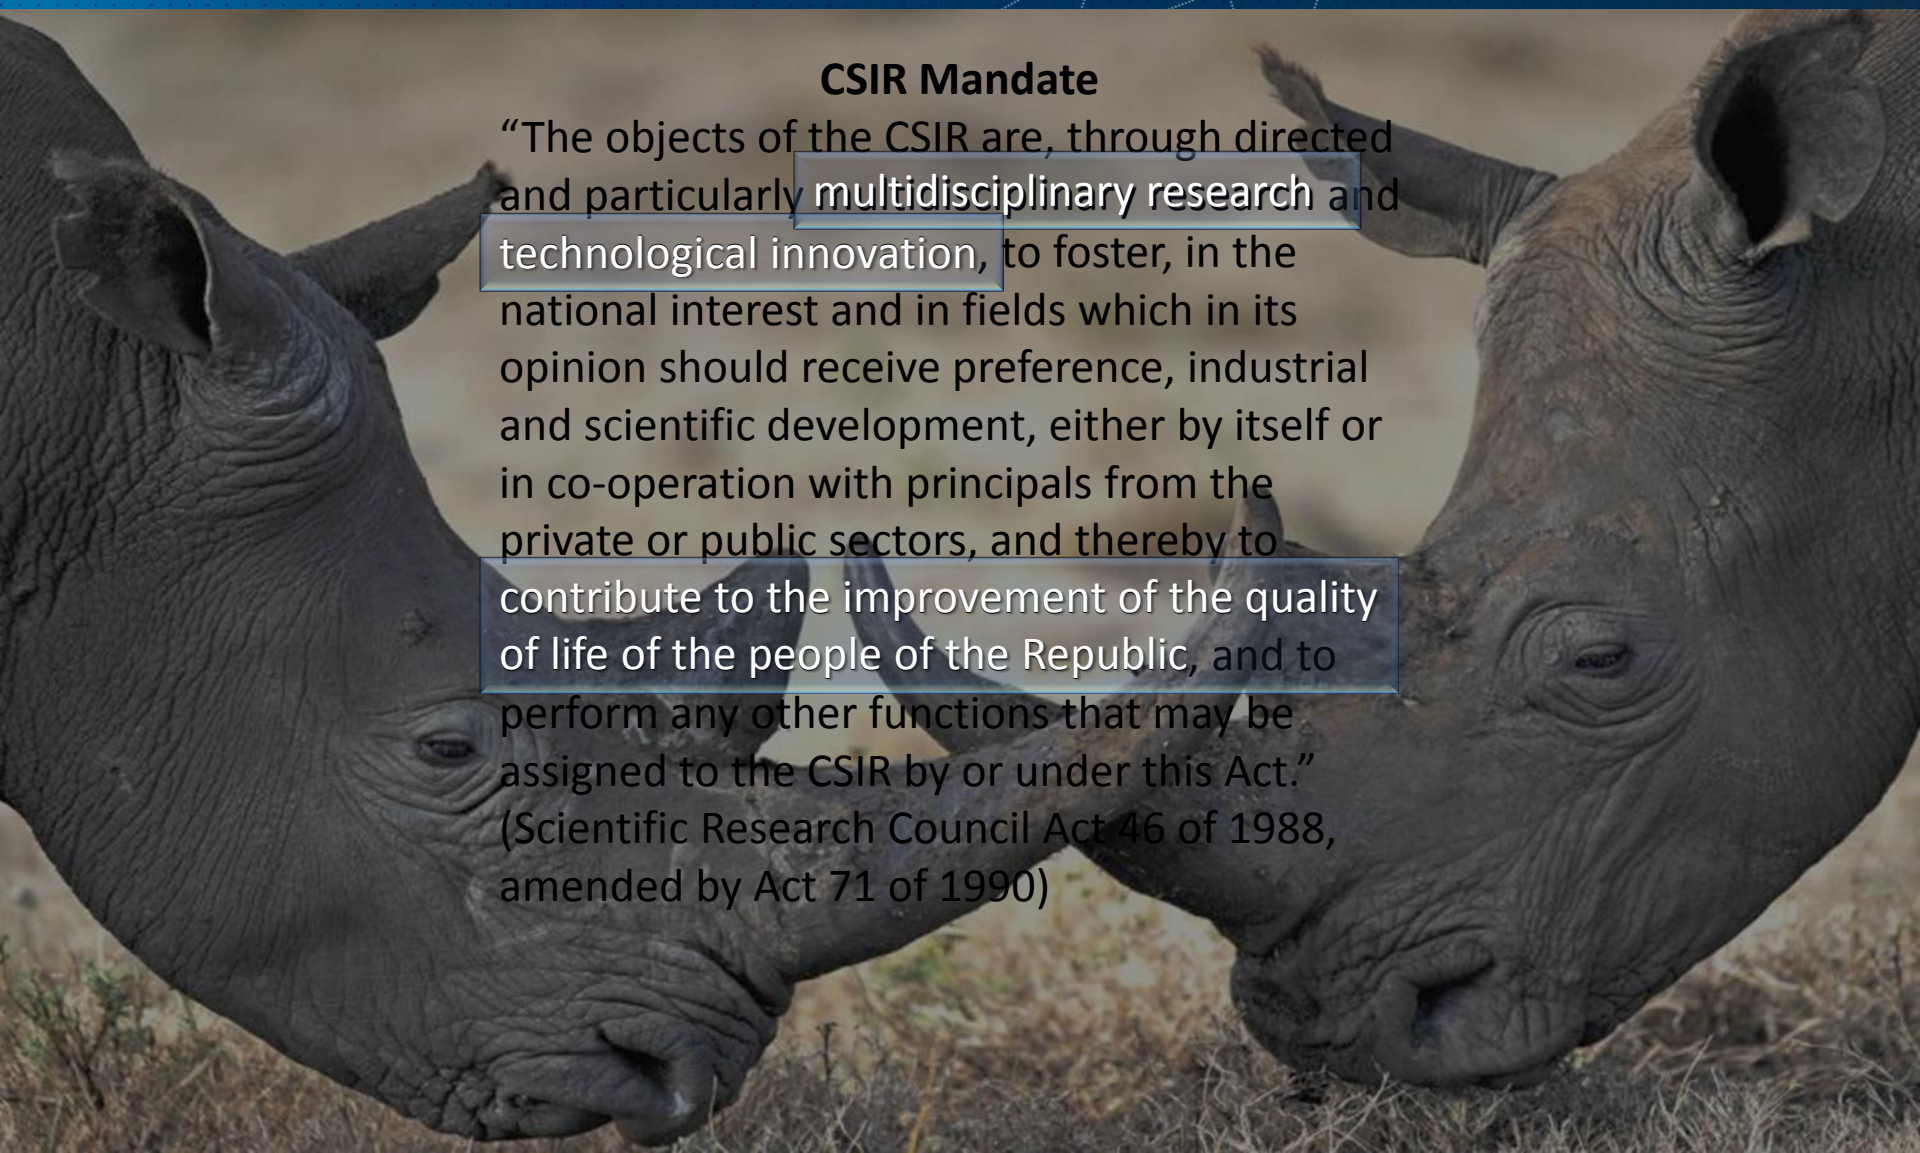 CSIR Mandate
“The objects of the CSIR are, through directed
and particularly multidisciplinary research and
technological innovation, to foster, in the
national interest and in fields which in its
opinion should receive preference, industrial
and scientific development, either by itself or
in co-operation with principals from the
private or public sectors, and thereby to
contribute to the improvement of the quality
of life of the people of the Republic, and to
perform any other functions that may be
assigned to the CSIR by or under this Act.”
(Scientific Research Council Act 46 of 1988,
amended by Act 71 of 1990)